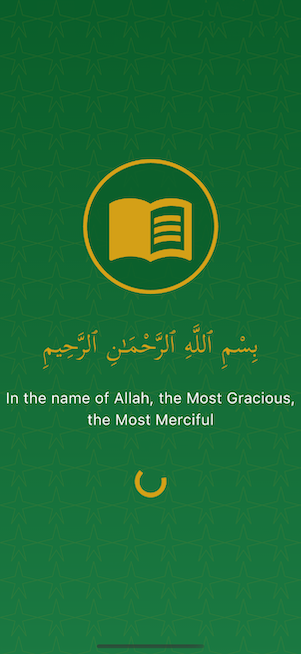 بِسْمِ ٱللَّهِ ٱلرَّحْمَـٰنِ ٱلرَّحِيمِ
In the name of Allah, the Most Gracious,
the Most Merciful